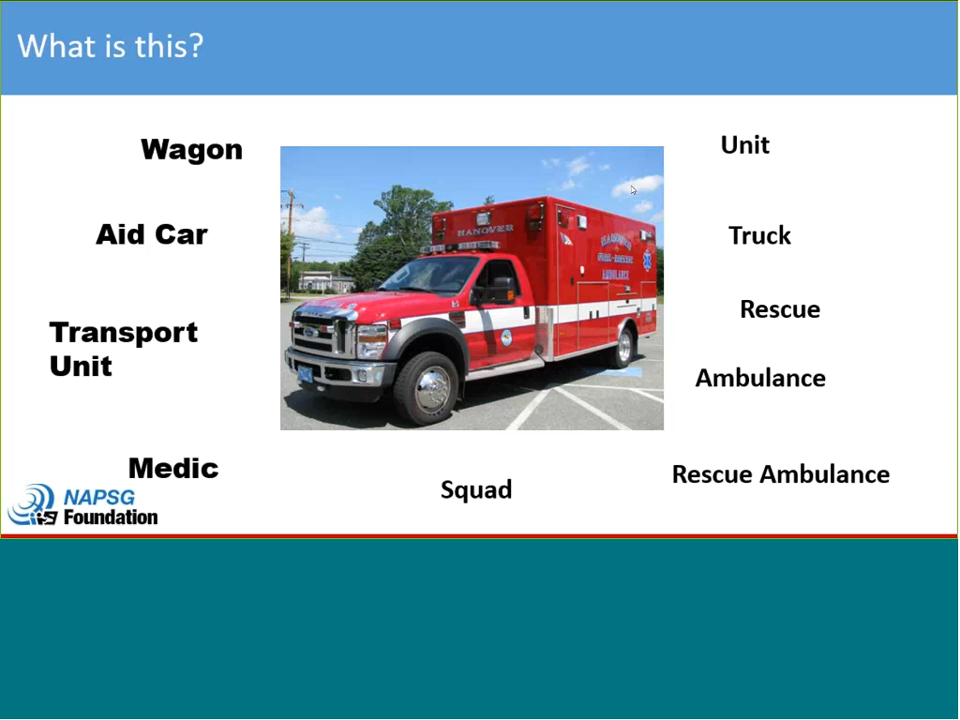 What is this?
Wagon
Unit
Aid Car
Truck
Rescue
Transport
Unit
Ambulance
Medic
Squad
Rescue Ambulance
NAPSG
Foundation
HANOVER
AMBULANCE